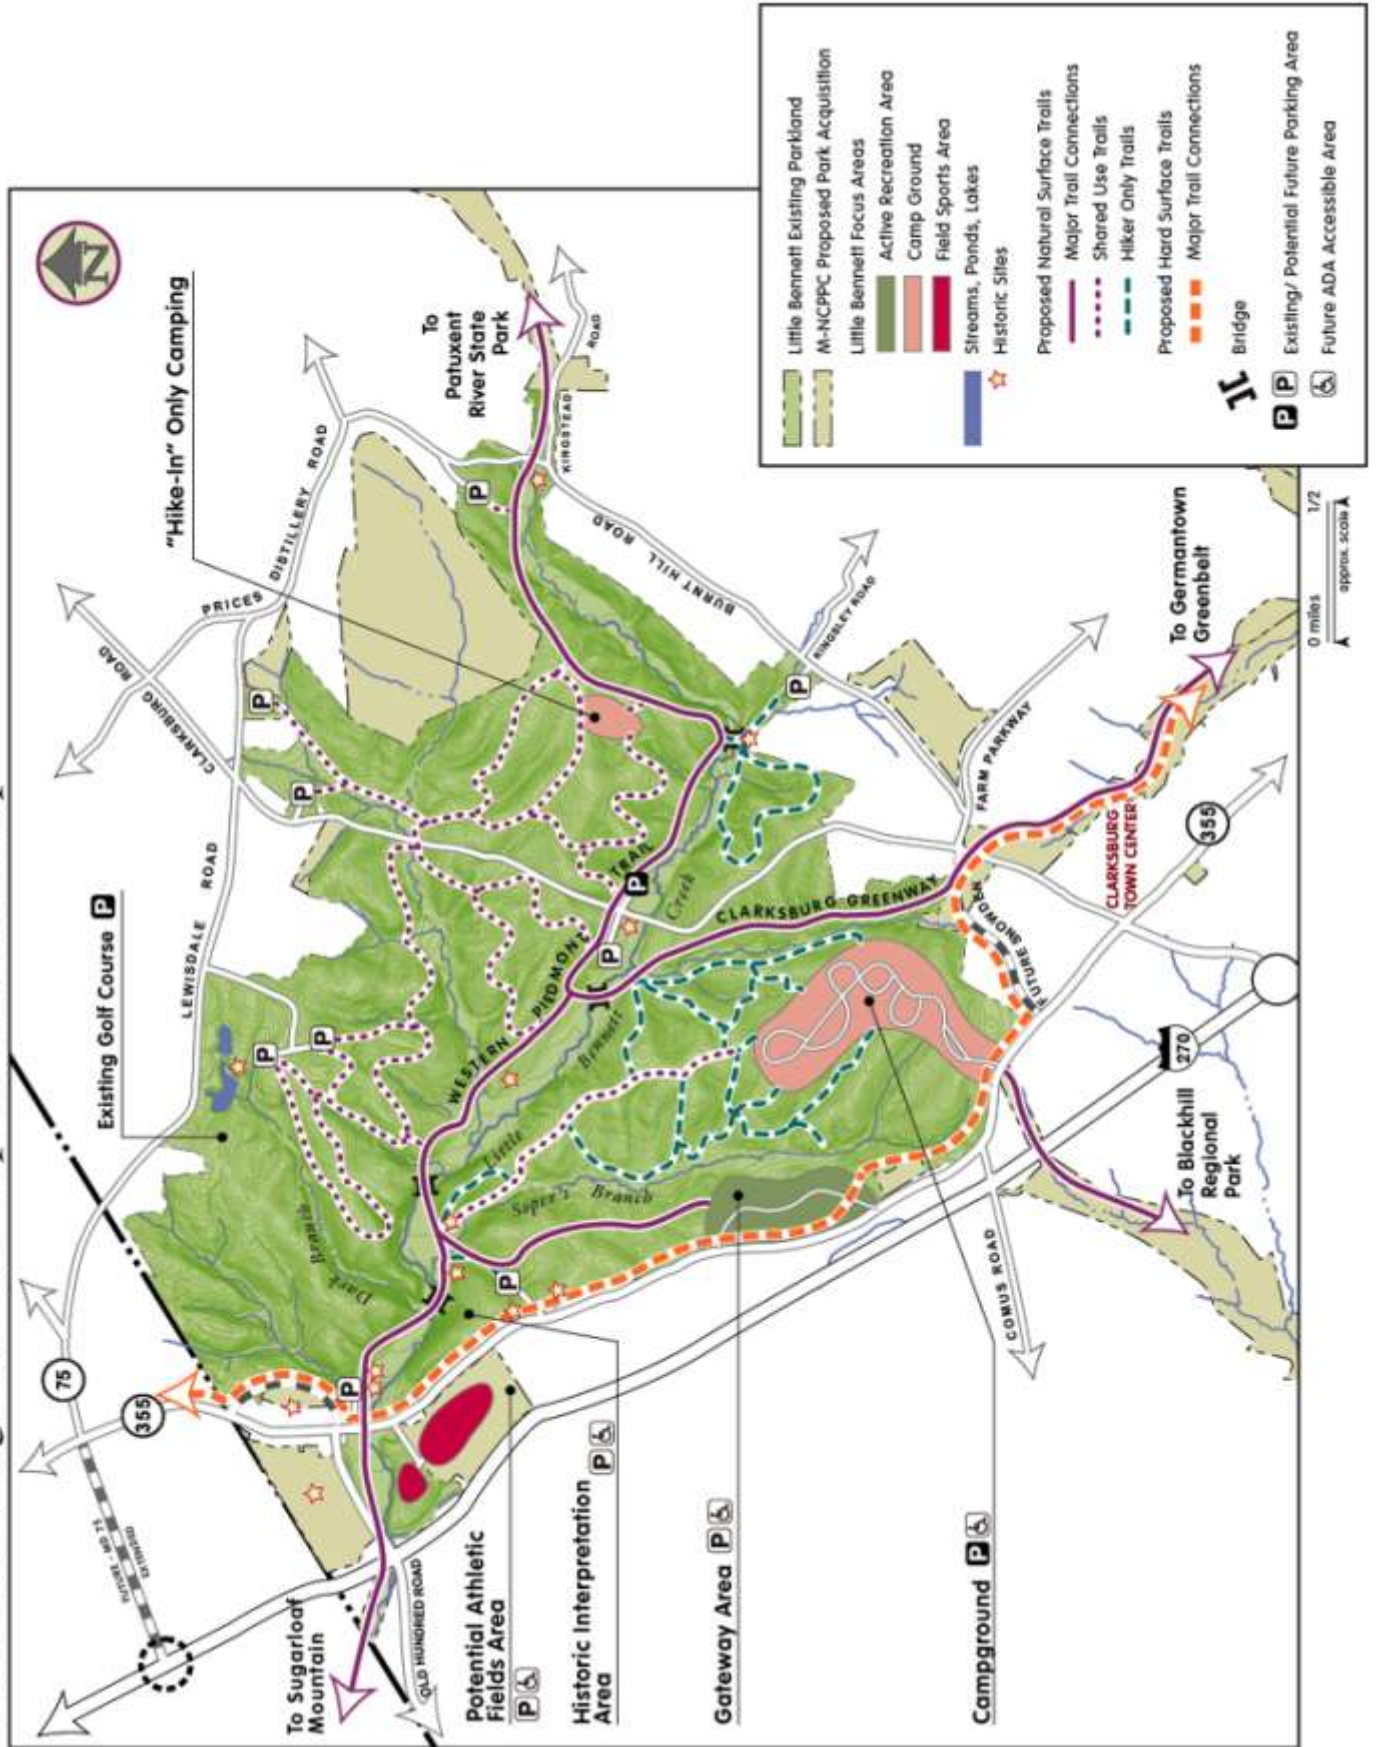 N
"Hike-In" Only Camping
Existing Golf Course P
To
Patuxent
River State
Park
CLARKSBURG
ROAD
PRICES
DISTILLERY
ROAD
LEWISDALE
ROAD
KINGSTEAD
ROAD
BURNT HILL ROAD
KINGSLEY ROAD
75
355
FUTURE - MD 75
EXTENDED
To Sugarloaf
Mountain
OLD HUNDRED ROAD
WESTERN PIEDMONT TRAIL
CLARKSBURG GREENWAY
Dark Branch
Little Bennett Creek
Soper's Branch
P
P
P
P
P
P
P
P
P
P
P
FARM PARKWAY
FUTURE SNOWDEN
CLARKSBURG
TOWN CENTER
355
270
COMUS ROAD
To Germantown
Greenbelt
To Blackhill
Regional
Park
Potential Athletic
Fields Area
P
Historic Interpretation
Area P
Gateway Area P
Campground P
Little Bennett Existing Parkland
M-NCPPC Proposed Park Acquisition
Little Bennett Focus Areas
Active Recreation Area
Camp Ground
Field Sports Area
Streams, Ponds, Lakes
Historic Sites
Proposed Natural Surface Trails
Major Trail Connections
Shared Use Trails
Hiker Only Trails
Proposed Hard Surface Trails
Major Trail Connections
Bridge
P P Existing/ Potential Future Parking Area
Future ADA Accessible Area
0 miles 1/2
approx. scale